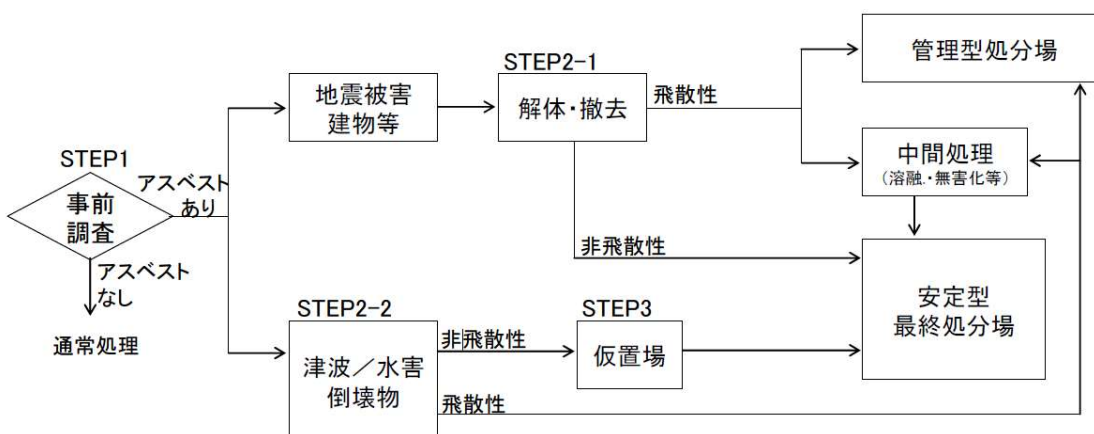 管理型処分場
STEP2-1
地震被害
建物等
解体・撤去
飛散性
中間処理
(溶融.・無害化等)
STEP1
アスベスト
あり
事前
調査
非飛散性
アスベスト
なし
安定型
最終処分場
STEP2-2
STEP3
通常処理
津波／水害
倒壊物
非飛散性
仮置場
飛散性